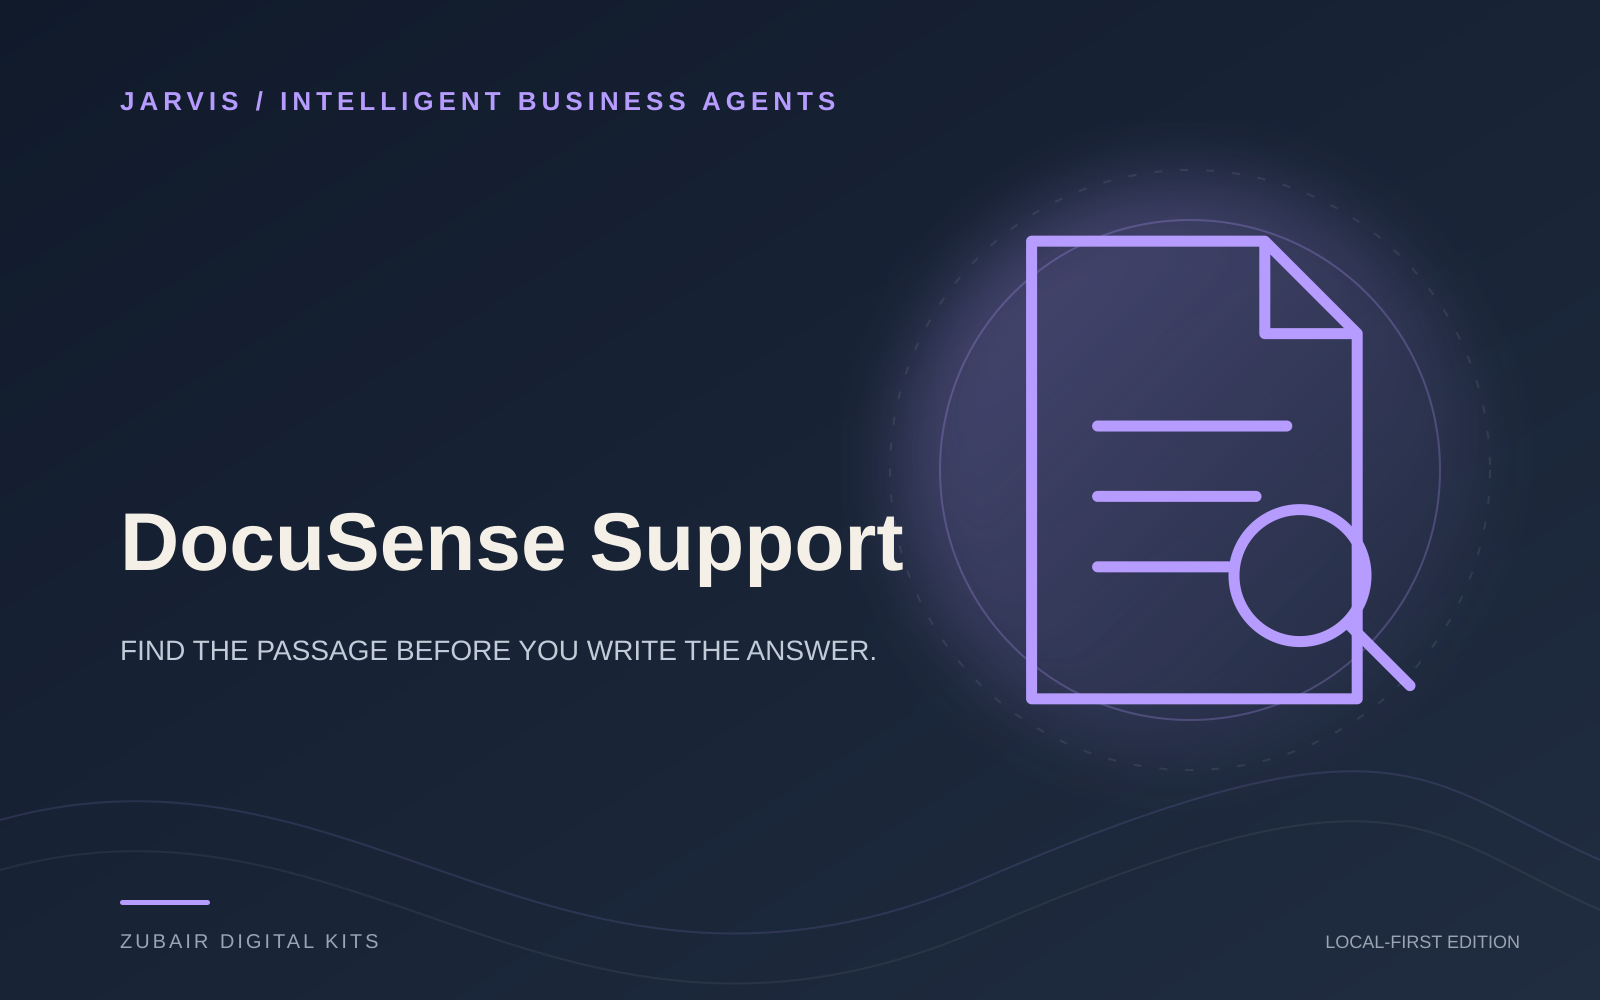 JARVIS / INTELLIGENT BUSINESS AGENTS
DocuSense Support
FIND THE PASSAGE BEFORE YOU WRITE THE ANSWER.
ZUBAIR DIGITAL KITS
LOCAL-FIRST EDITION